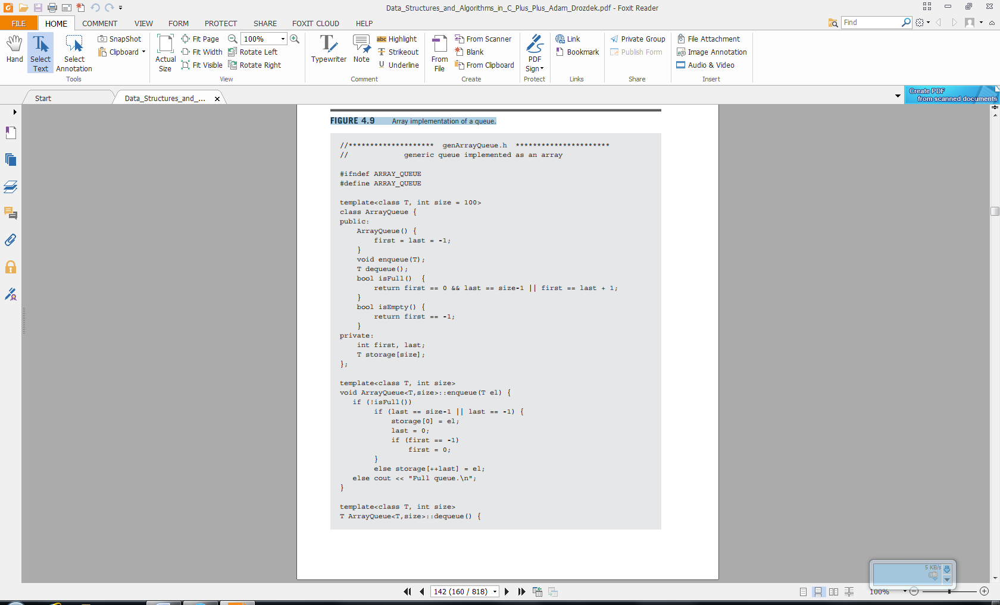 Data_Structures_and_Algorithms_in_C_Plus_Plus_Adam_Drozdek.pdf - Foxit Reader
FILE HOME COMMENT VIEW FORM PROTECT SHARE FOXIT CLOUD HELP Find
Hand
Select Text
Select Annotation
SnapShot
Clipboard
Tools
Actual Size
Fit Page
Fit Width
Fit Visible
100%
Rotate Left
Rotate Right
View
Typewriter
Note
abc Highlight
T Strikeout
U Underline
Comment
From File
From Scanner
Blank
From Clipboard
Create
PDF Sign
Protect
Link
Bookmark
Links
Private Group
Publish Form
Share
File Attachment
Image Annotation
Audio & Video
Insert
Start
Data_Structures_and_...
Create PDF
from scanned documents
FIGURE 4.9 Array implementation of a queue.
//******************** genArrayQueue.h **********************
// generic queue implemented as an array
#ifndef ARRAY_QUEUE
#define ARRAY_QUEUE
template<class T, int size = 100>
class ArrayQueue {
public:
ArrayQueue() {
first = last = -1;
}
void enqueue(T);
T dequeue();
bool isFull() {
return first == 0 && last == size-1 || first == last + 1;
}
bool isEmpty() {
return first == -1;
}
private:
int first, last;
T storage[size];
};
template<class T, int size>
void ArrayQueue<T,size>::enqueue(T el) {
if (!isFull())
if (last == size-1 || last == -1) {
storage[0] = el;
last = 0;
if (first == -1)
first = 0;
}
else storage[++last] = el;
else cout << "Full queue.\n";
}
template<class T, int size>
T ArrayQueue<T,size>::dequeue() {
5 KB/s
142 (160 / 818)
100%